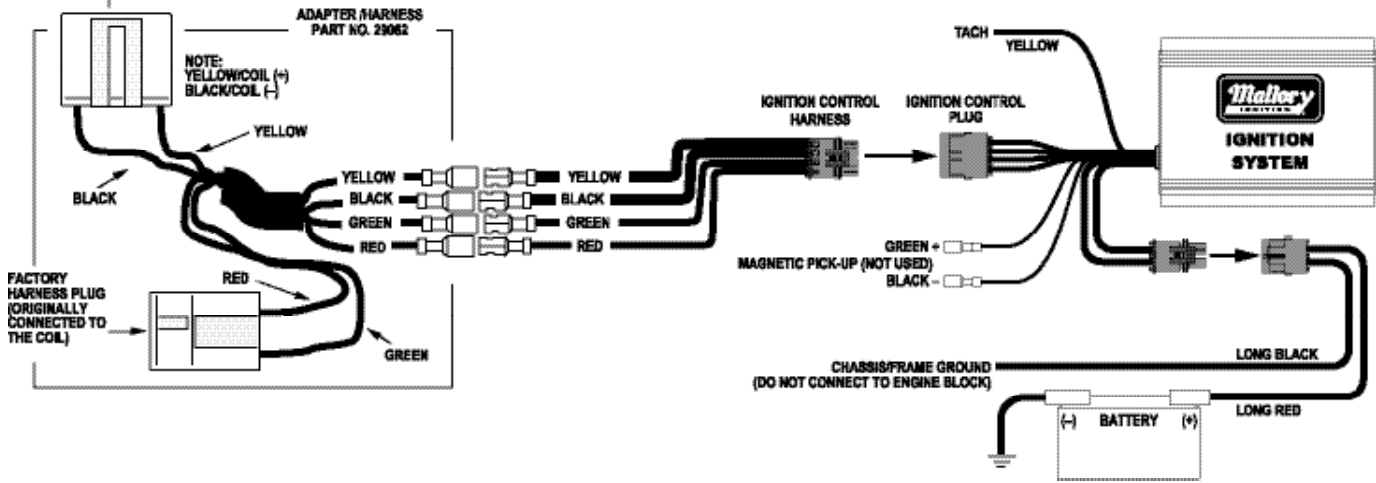 ADAPTER/HARNESS
PART NO. 29062
NOTE:
YELLOW/COIL (+)
BLACK/COIL (–)
YELLOW
BLACK
FACTORY
HARNESS PLUG
(ORIGINALLY
CONNECTED TO
THE COIL)
RED
GREEN
YELLOW
BLACK
GREEN
RED
YELLOW
BLACK
GREEN
RED
IGNITION CONTROL
HARNESS
IGNITION CONTROL
PLUG
TACH
YELLOW
Mallory
IGNITION
IGNITION
SYSTEM
GREEN +
MAGNETIC PICK-UP (NOT USED)
BLACK –
CHASSIS/FRAME GROUND
(DO NOT CONNECT TO ENGINE BLOCK)
LONG BLACK
LONG RED
(–) BATTERY (+)